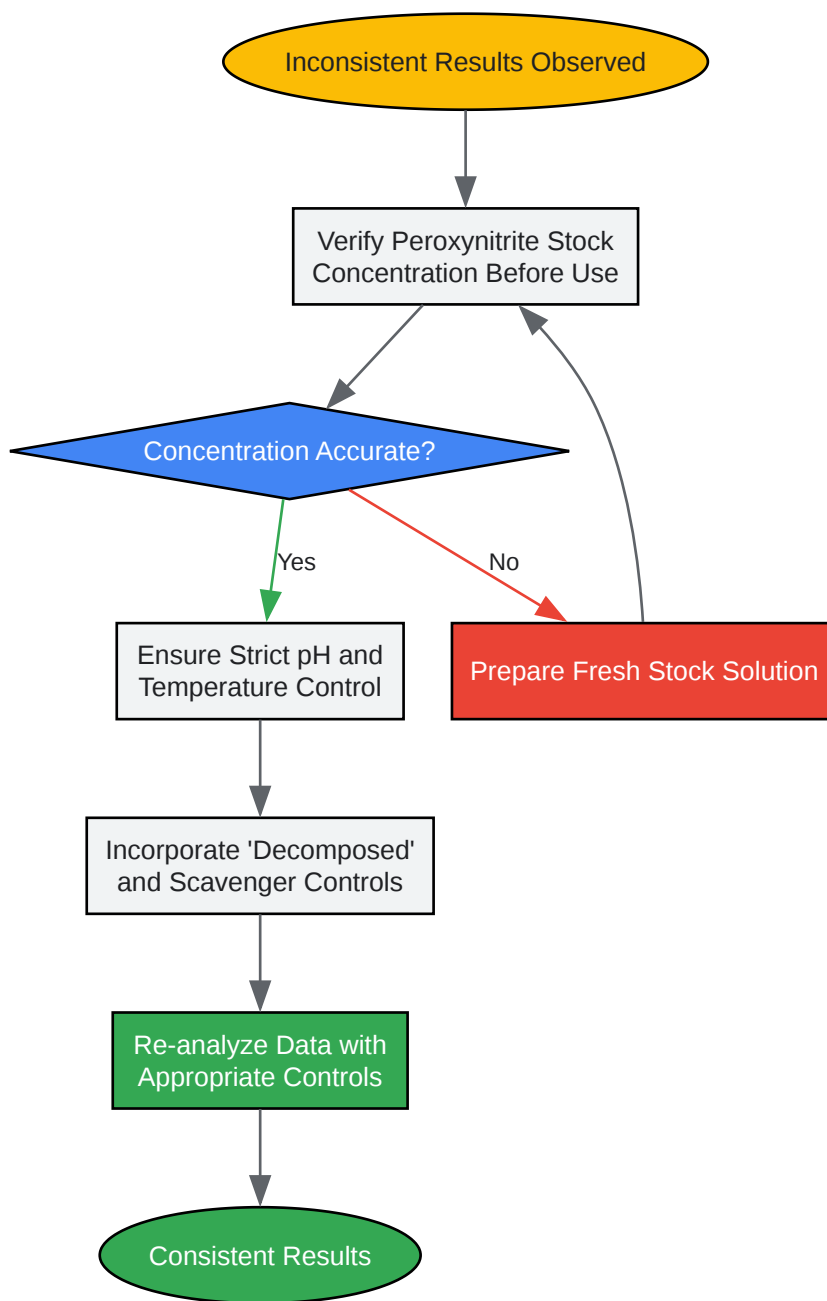 Inconsistent Results Observed
Verify Peroxynitrite Stock
Concentration Before Use
Concentration Accurate?
Yes
No
Ensure Strict pH and
Temperature Control
Prepare Fresh Stock Solution
Incorporate 'Decomposed'
and Scavenger Controls
Re-analyze Data with
Appropriate Controls
Consistent Results